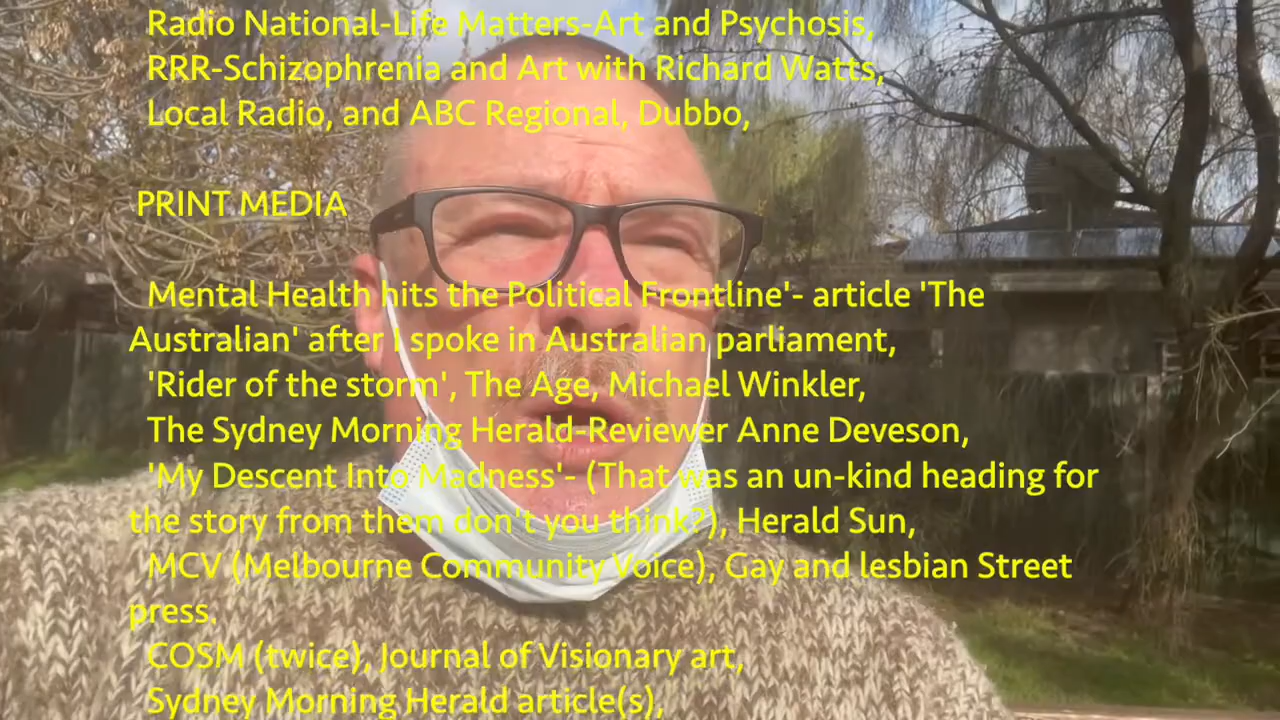 Radio National-Life Matters-Art and Psychosis,
RRR-Schizophrenia and Art with Richard Watts,
Local Radio, and ABC Regional, Dubbo,
PRINT MEDIA
Mental Health hits the Political Frontline'- article 'The
Australian' after I spoke in Australian parliament,
'Rider of the storm', The Age, Michael Winkler,
The Sydney Morning Herald-Reviewer Anne Deveson,
'My Descent Into Madness'- (That was an un-kind heading for
the story from them don't you think?), Herald Sun,
MCV (Melbourne Community Voice), Gay and lesbian Street
press.
COSM (twice), Journal of Visionary art,
Sydney Morning Herald article(s),